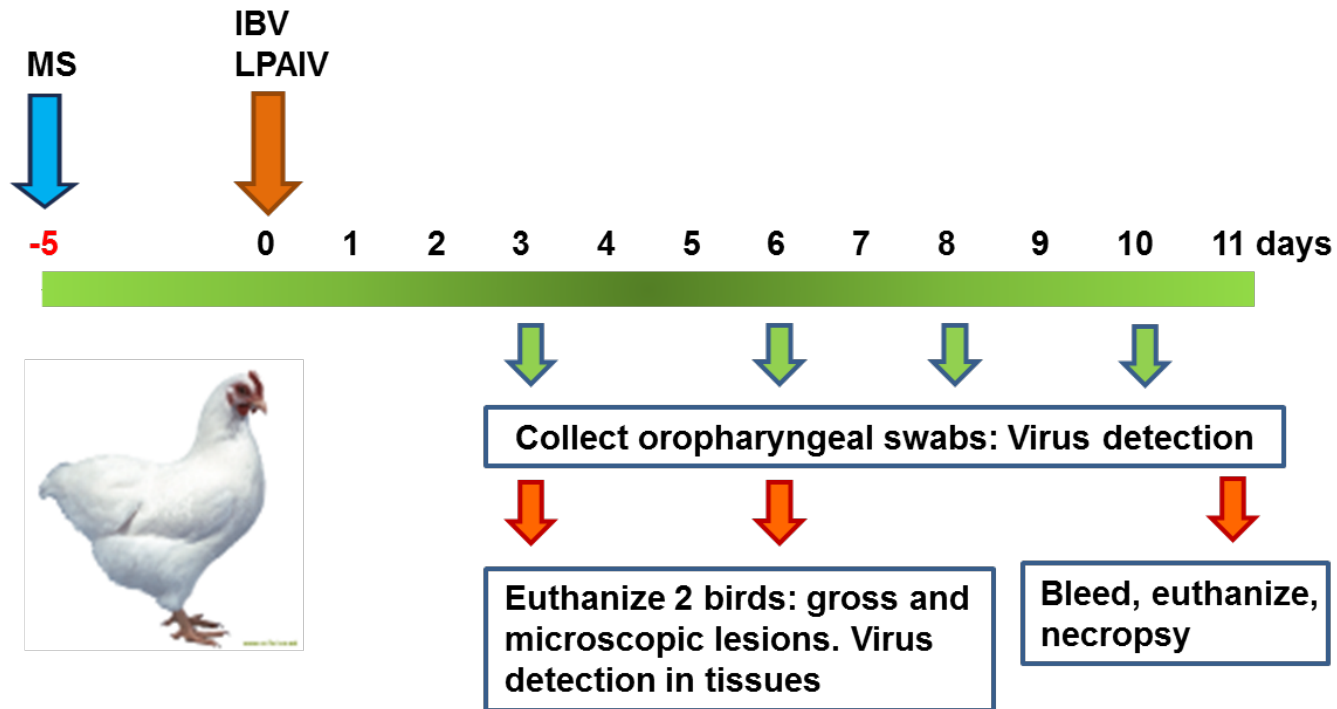 IBV
MS LPAIV
-5 0 1 2 3 4 5 6 7 8 9 10 11 days
Collect oropharyngeal swabs: Virus detection
Euthanize 2 birds: gross and
microscopic lesions. Virus
detection in tissues
Bleed, euthanize,
necropsy